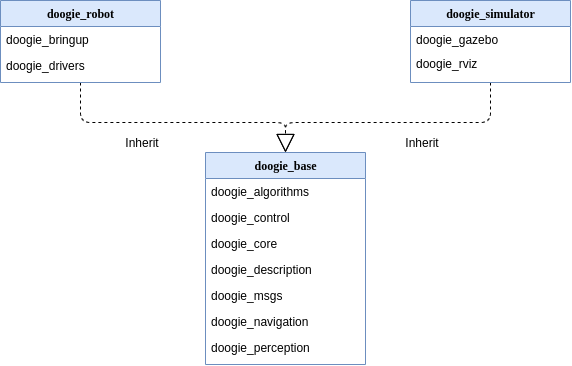 doogie_robot
doogie_bringup
doogie_drivers
doogie_simulator
doogie_gazebo
doogie_rviz
Inherit
Inherit
doogie_base
doogie_algorithms
doogie_control
doogie_core
doogie_description
doogie_msgs
doogie_navigation
doogie_perception